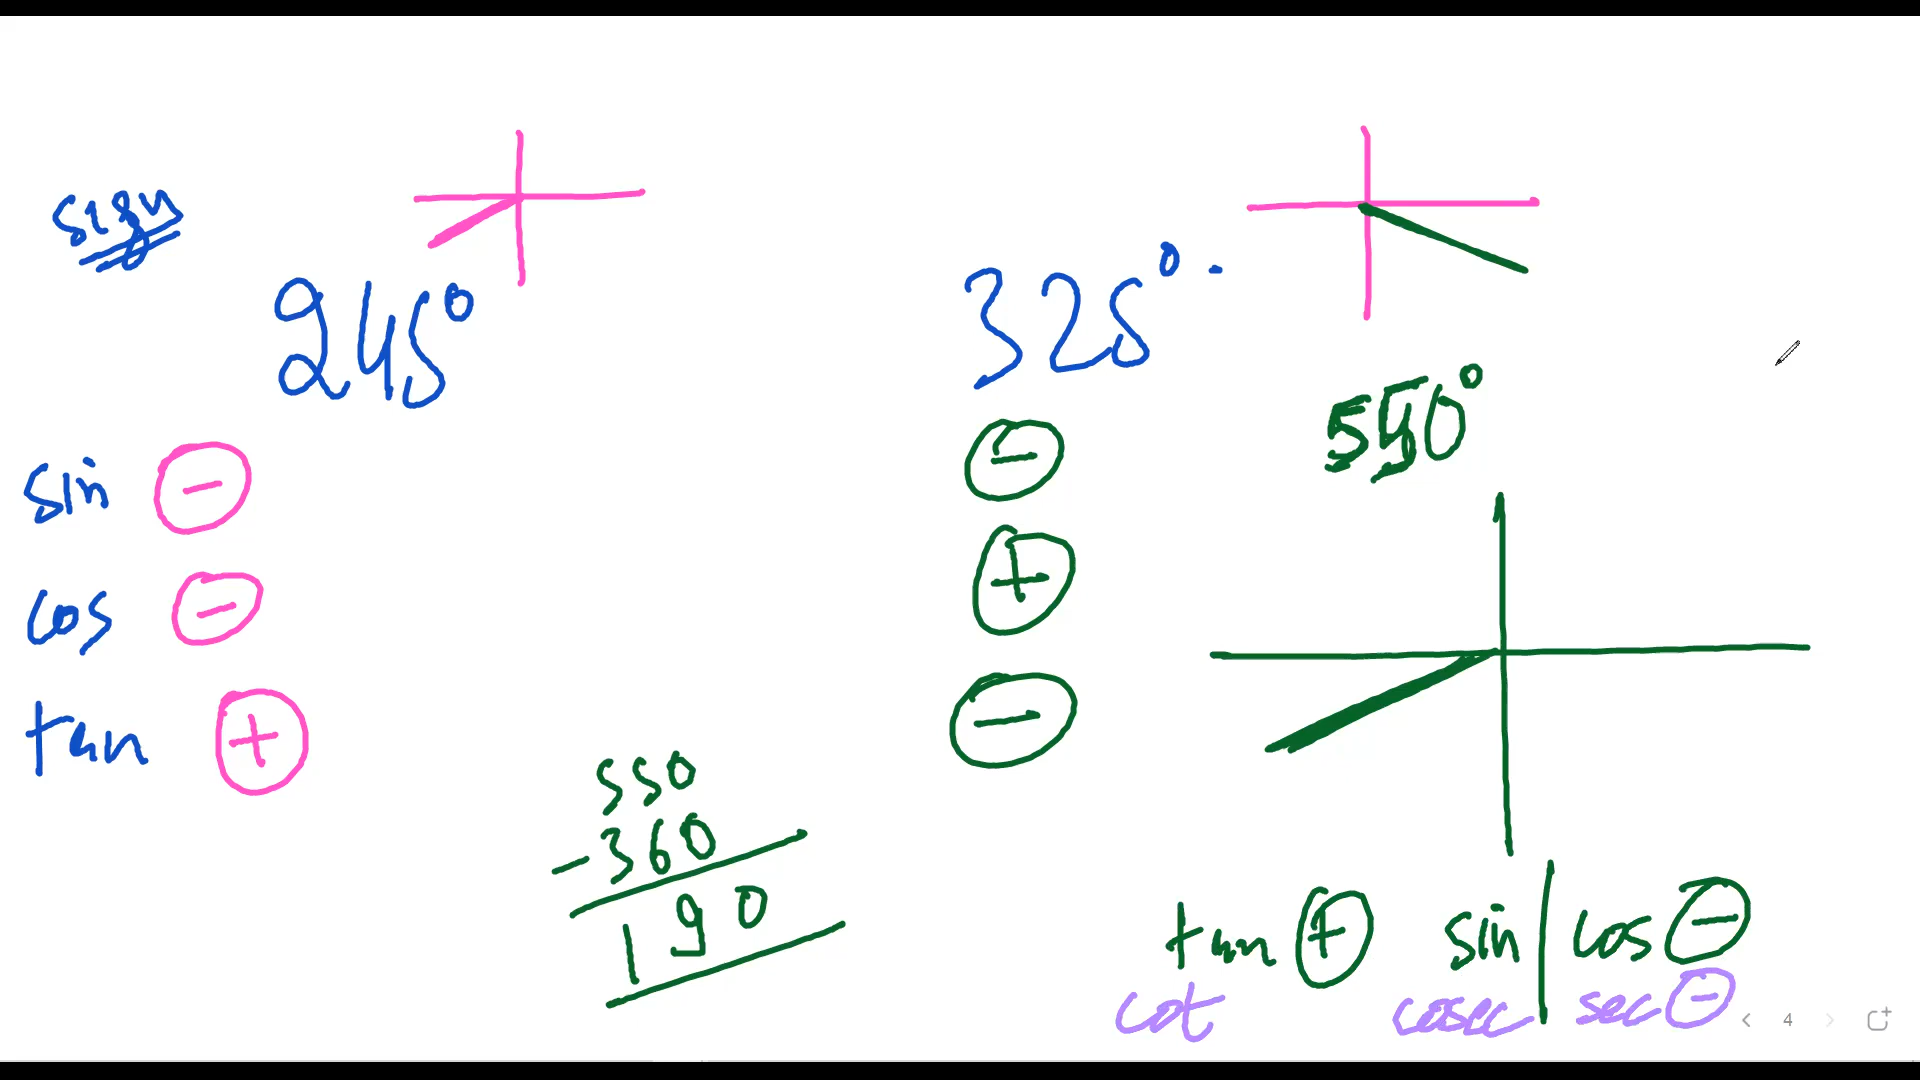 sign
245°
325°.
550°
sin −
−
cos −
+
tan +
−
550
-360
190
tan + sin | cos −
cot cosec | sec −
4